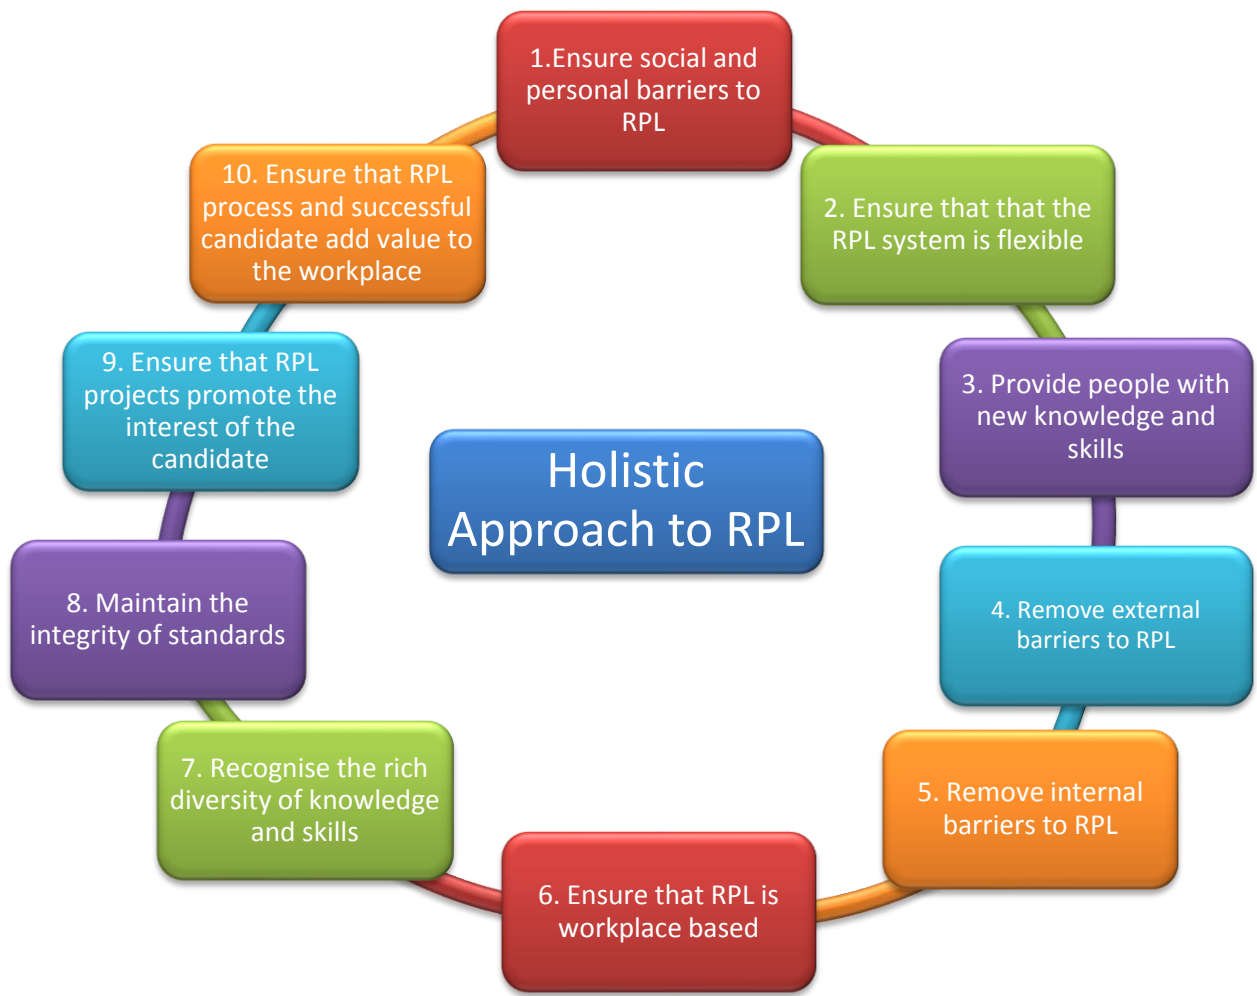 1.Ensure social and
personal barriers to
RPL
2. Ensure that that the
RPL system is flexible
3. Provide people with
new knowledge and
skills
4. Remove external
barriers to RPL
5. Remove internal
barriers to RPL
6. Ensure that RPL is
workplace based
7. Recognise the rich
diversity of knowledge
and skills
8. Maintain the
integrity of standards
9. Ensure that RPL
projects promote the
interest of the
candidate
10. Ensure that RPL
process and successful
candidate add value to
the workplace
Holistic
Approach to RPL